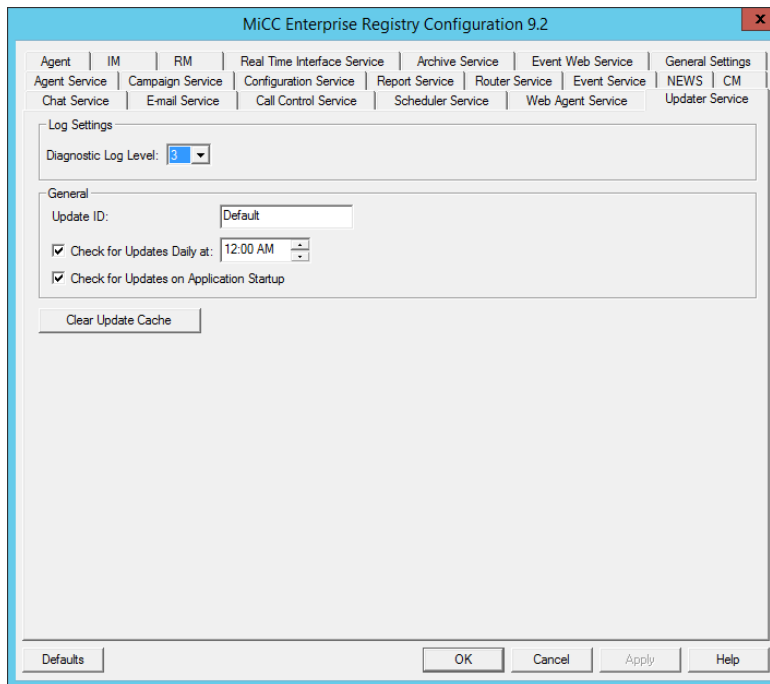 MiCC Enterprise Registry Configuration 9.2
x
Agent IM RM Real Time Interface Service Archive Service Event Web Service General Settings
Agent Service Campaign Service Configuration Service Report Service Router Service Event Service NEWS CM
Chat Service E-mail Service Call Control Service Scheduler Service Web Agent Service Updater Service
Log Settings
Diagnostic Log Level: 3
General
Update ID: Default
Check for Updates Daily at: 12:00 AM
Check for Updates on Application Startup
Clear Update Cache
Defaults OK Cancel Apply Help